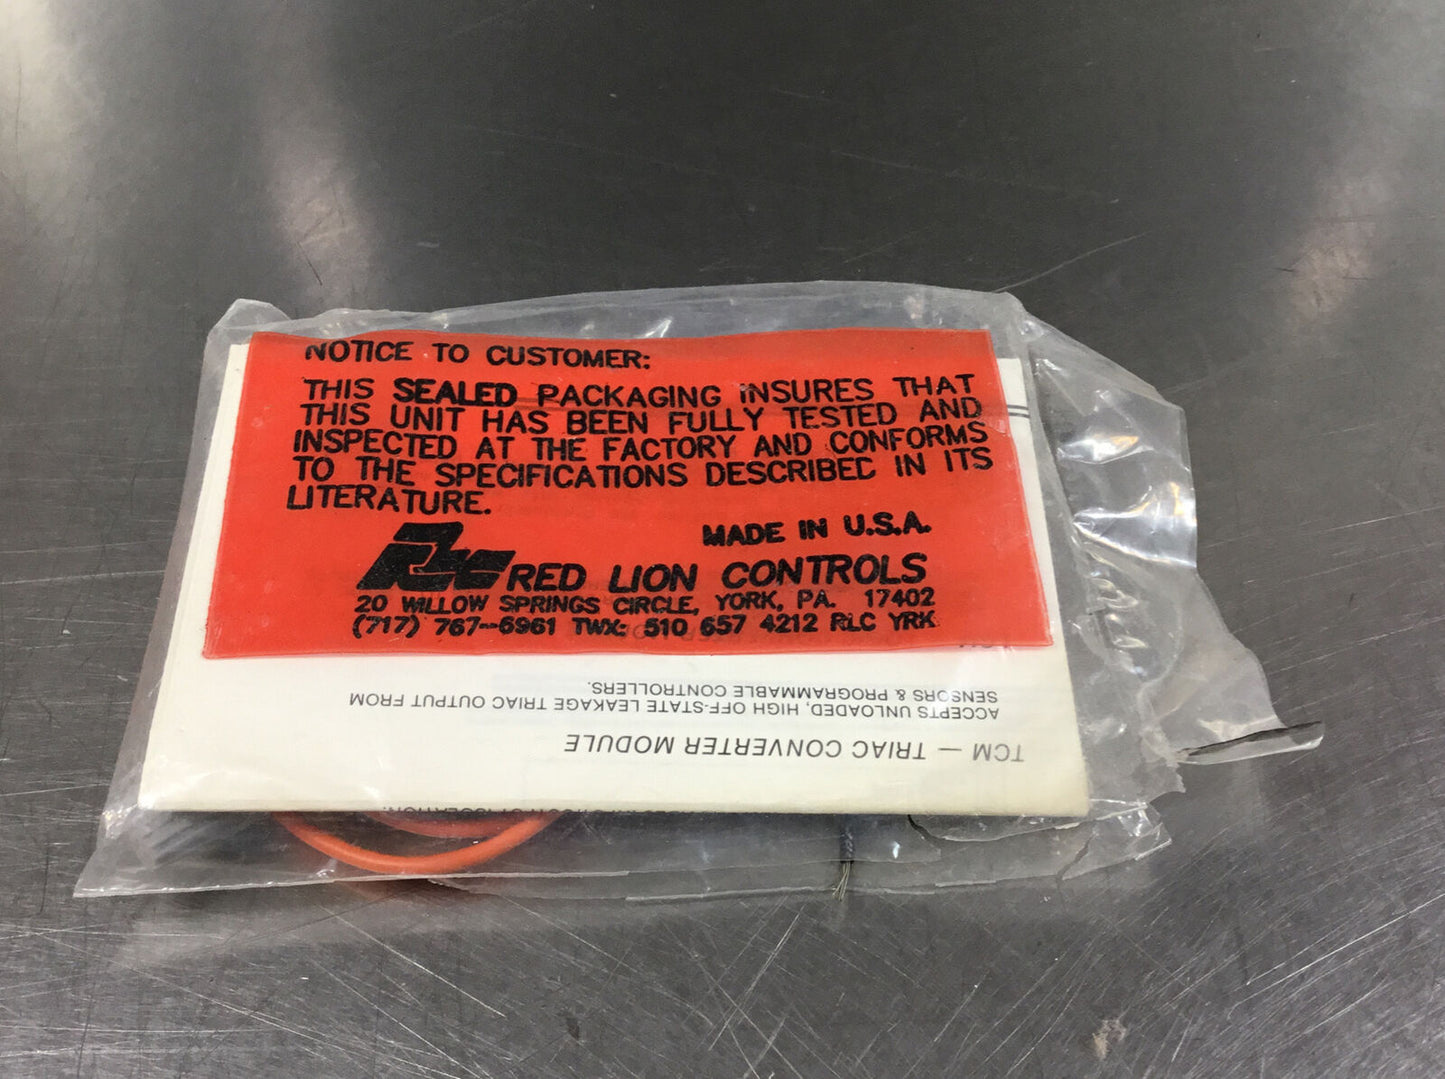 NOTICE TO CUSTOMER:
THIS SEALED PACKAGING INSURES THAT
THIS UNIT HAS BEEN FULLY TESTED AND
INSPECTED AT THE FACTORY AND CONFORMS
TO THE SPECIFICATIONS DESCRIBED IN ITS
LITERATURE.
MADE IN U.S.A.
RLC RED LION CONTROLS
20 WILLOW SPRINGS CIRCLE, YORK, PA. 17402
(717) 767-6961 TWX: 510 657 4212 RLC YRK
TCM — TRIAC CONVERTER MODULE
ACCEPTS UNLOADED, HIGH OFF-STATE LEAKAGE TRIAC OUTPUT FROM
SENSORS & PROGRAMMABLE CONTROLLERS.